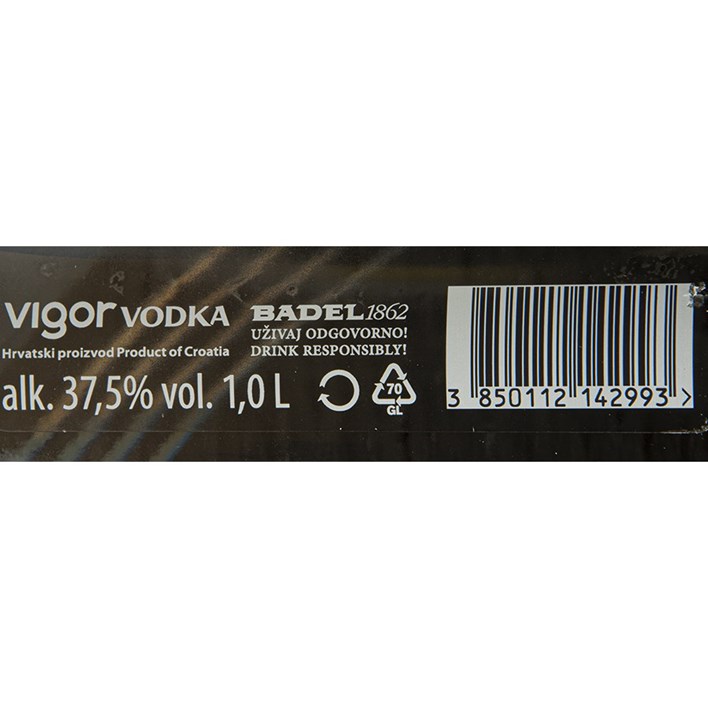 vigor VODKA
Hrvatski proizvod Product of Croatia
BADEL 1862
UŽIVAJ ODGOVORNO!
DRINK RESPONSIBLY!
alk. 37,5% vol. 1,0 L
70
GL
3 850112 142993 >